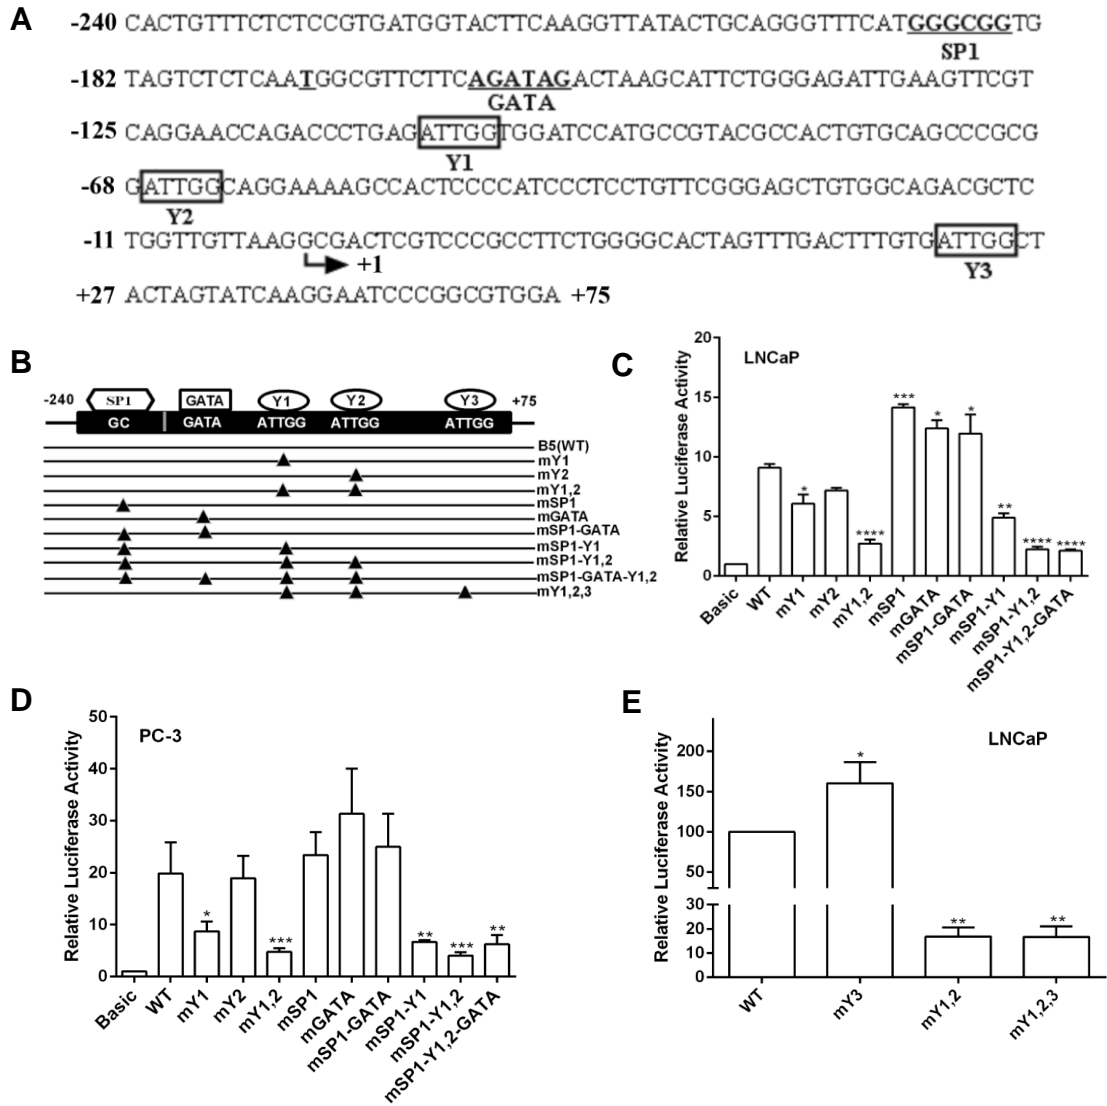 A
-240 CACTGTTTCTCTCCGTGATGGTACTTCAAGGTTATACTGCAGGGTTTCATGGGCGGTG
SP1
-182 TAGTCTCTCAATGGCGTTCTTCAGATAGACTAAGCATTCTGGGAGATTGAAGTTCGT
GATA
-125 CAGGAACCAGACCCTGAGATTGGTGGATCCATGCCGTACGCCACTGTGCAGCCCGCG
Y1
-68 GATTGGCAGGAAAAGCCACTCCCCATCCCTCCTGTTCGGGAGCTGTGGCAGACGCTC
Y2
-11 TGGTTGTTAAGGCGACTCGTCCCGCCTTCTGGGGCACTAGTTTGACTTTGTGATTGGCT
+1
Y3
+27 ACTAGTATCAAGGAATCCCGGCGTGGA +75
B
-240 SP1 GATA Y1 Y2 Y3 +75
GC GATA ATTGG ATTGG ATTGG
B5(WT)
mY1
mY2
mY1,2
mSP1
mGATA
mSP1-GATA
mSP1-Y1
mSP1-Y1,2
mSP1-GATA-Y1,2
mY1,2,3
C
LNCaP
Relative Luciferase Activity
20
15
10
5
0
* **** *** * * ** **** ****
Basic WT mY1 mY2 mY1,2 mSP1 mGATA mSP1-GATA mSP1-Y1 mSP1-Y1,2 mSP1-Y1,2-GATA
D
PC-3
Relative Luciferase Activity
50
40
30
20
10
0
* *** ** *** **
Basic WT mY1 mY2 mY1,2 mSP1 mGATA mSP1-GATA mSP1-Y1 mSP1-Y1,2 mSP1-Y1,2-GATA
E
LNCaP
Relative Luciferase Activity
200
150
100
50
30
20
10
0
* ** **
WT mY3 mY1,2 mY1,2,3